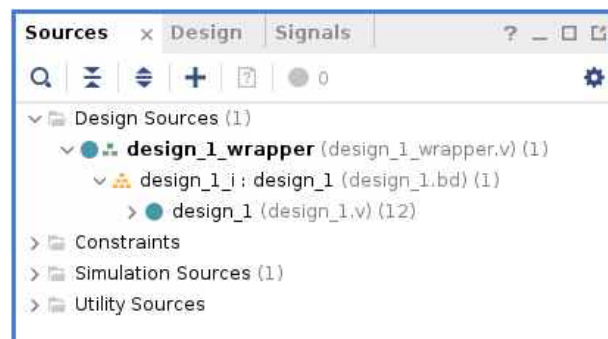 Sources × Design Signals ? _
0
Design Sources (1)
design_1_wrapper (design_1_wrapper.v) (1)
design_1_i : design_1 (design_1.bd) (1)
design_1 (design_1.v) (12)
Constraints
Simulation Sources (1)
Utility Sources